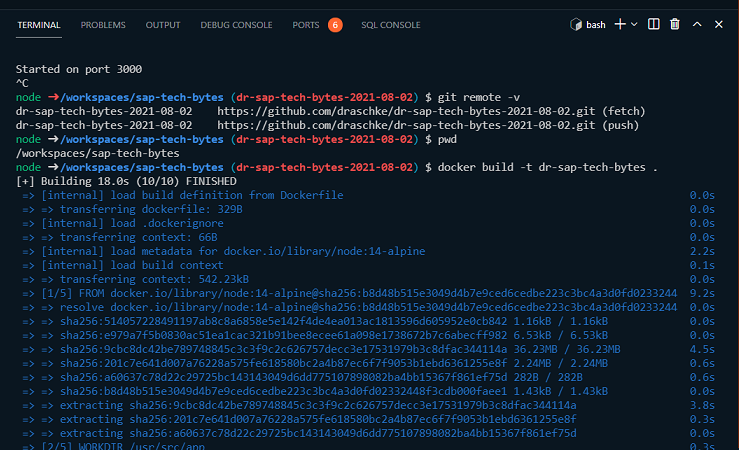 TERMINAL PROBLEMS OUTPUT DEBUG CONSOLE PORTS 6 SQL CONSOLE bash
Started on port 3000
^C
node ➜/workspaces/sap-tech-bytes (dr-sap-tech-bytes-2021-08-02) $ git remote -v
dr-sap-tech-bytes-2021-08-02 https://github.com/draschke/dr-sap-tech-bytes-2021-08-02.git (fetch)
dr-sap-tech-bytes-2021-08-02 https://github.com/draschke/dr-sap-tech-bytes-2021-08-02.git (push)
node ➜/workspaces/sap-tech-bytes (dr-sap-tech-bytes-2021-08-02) $ pwd
/workspaces/sap-tech-bytes
node ➜/workspaces/sap-tech-bytes (dr-sap-tech-bytes-2021-08-02) $ docker build -t dr-sap-tech-bytes .
[+] Building 18.0s (10/10) FINISHED
=> [internal] load build definition from Dockerfile 0.0s
=> => transferring dockerfile: 329B 0.0s
=> [internal] load .dockerignore 0.0s
=> => transferring context: 66B 0.0s
=> [internal] load metadata for docker.io/library/node:14-alpine 2.2s
=> [internal] load build context 0.1s
=> => transferring context: 542.23kB 0.0s
=> [1/5] FROM docker.io/library/node:14-alpine@sha256:b8d48b515e3049d4b7e9ced6cedbe223c3bc4a3d0fd0233244 9.2s
=> => resolve docker.io/library/node:14-alpine@sha256:b8d48b515e3049d4b7e9ced6cedbe223c3bc4a3d0fd0233244 0.0s
=> => sha256:514057228491197ab8c8a6858e5e142f4de4ea013ac1813596d605952e0cb842 1.16kB / 1.16kB 0.0s
=> => sha256:e979a7f5b0830ac51ea1cac321b91bee8ecee61a098e1738672b7c6abecff982 6.53kB / 6.53kB 0.0s
=> => sha256:9cbc8dc42be789748845c3c3f9c2c626757decc3e17531979b3c8dfac344114a 36.23MB / 36.23MB 4.5s
=> => sha256:201c7e641d007a76228a575fe618580bc2a4b87ec6f7f9053b1ebd6361255e8f 2.24MB / 2.24MB 0.6s
=> => sha256:a60637c78d22c29725bc143143049d6dd775107898082ba4bb15367f861ef75d 282B / 282B 0.6s
=> => sha256:b8d48b515e3049d4b7e9ced6cedbe223c3bc4a3d0fd02332448f3cdb000faee1 1.43kB / 1.43kB 0.0s
=> => extracting sha256:9cbc8dc42be789748845c3c3f9c2c626757decc3e17531979b3c8dfac344114a 3.8s
=> => extracting sha256:201c7e641d007a76228a575fe618580bc2a4b87ec6f7f9053b1ebd6361255e8f 0.3s
=> => extracting sha256:a60637c78d22c29725bc143143049d6dd775107898082ba4bb15367f861ef75d 0.0s
=> [2/5] WORKDIR /usr/src/app 0.3s